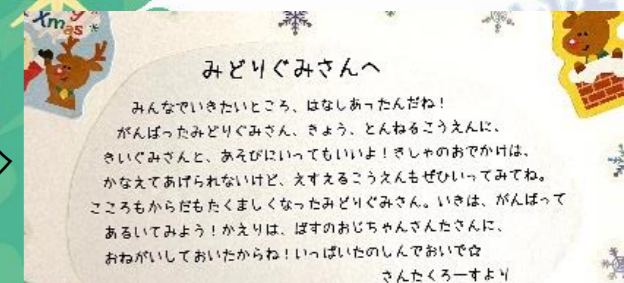 Xmas
みどりぐみさんへ
みんなでいきたいところ、はなしあったんだね！
がんばったみどりぐみさん、きょう、とんねるこうえんに、
きいぐみさんと、あそびにいってもいいよ！きしゃのおでかけは、
かなえてあげられないけど、えすえるこうえんもぜひいってみてね。
こころもからだもたくましくなったみどりぐみさん。いきは、がんばって
あるいてみよう！かえりは、ばすのおじちゃんさんたさんに、
おねがいしておいたからね！いっぱいたのしんでおいで☆
さんたくろーすより